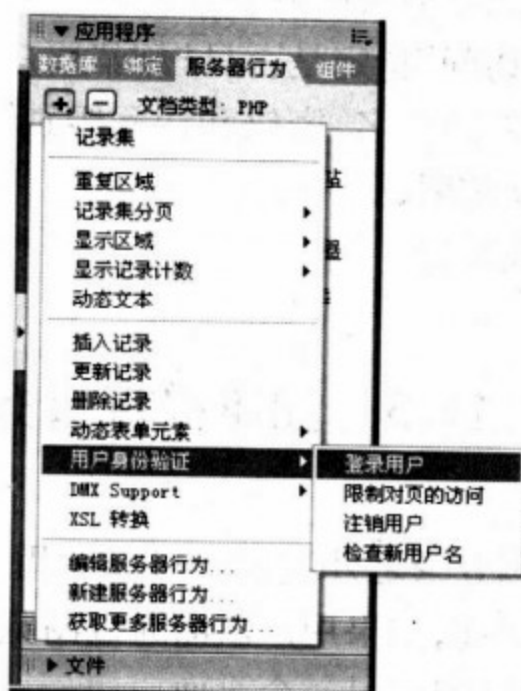 应用程序
数据库 绑定 服务器行为 组件
文档类型: PHP
记录集
重复区域
记录集分页
显示区域
显示记录计数
动态文本
插入记录
更新记录
删除记录
动态表单元素
用户身份验证
登录用户
限制对页的访问
注销用户
检查新用户名
DMX Support
XSL 转换
编辑服务器行为...
新建服务器行为...
获取更多服务器行为...
文件